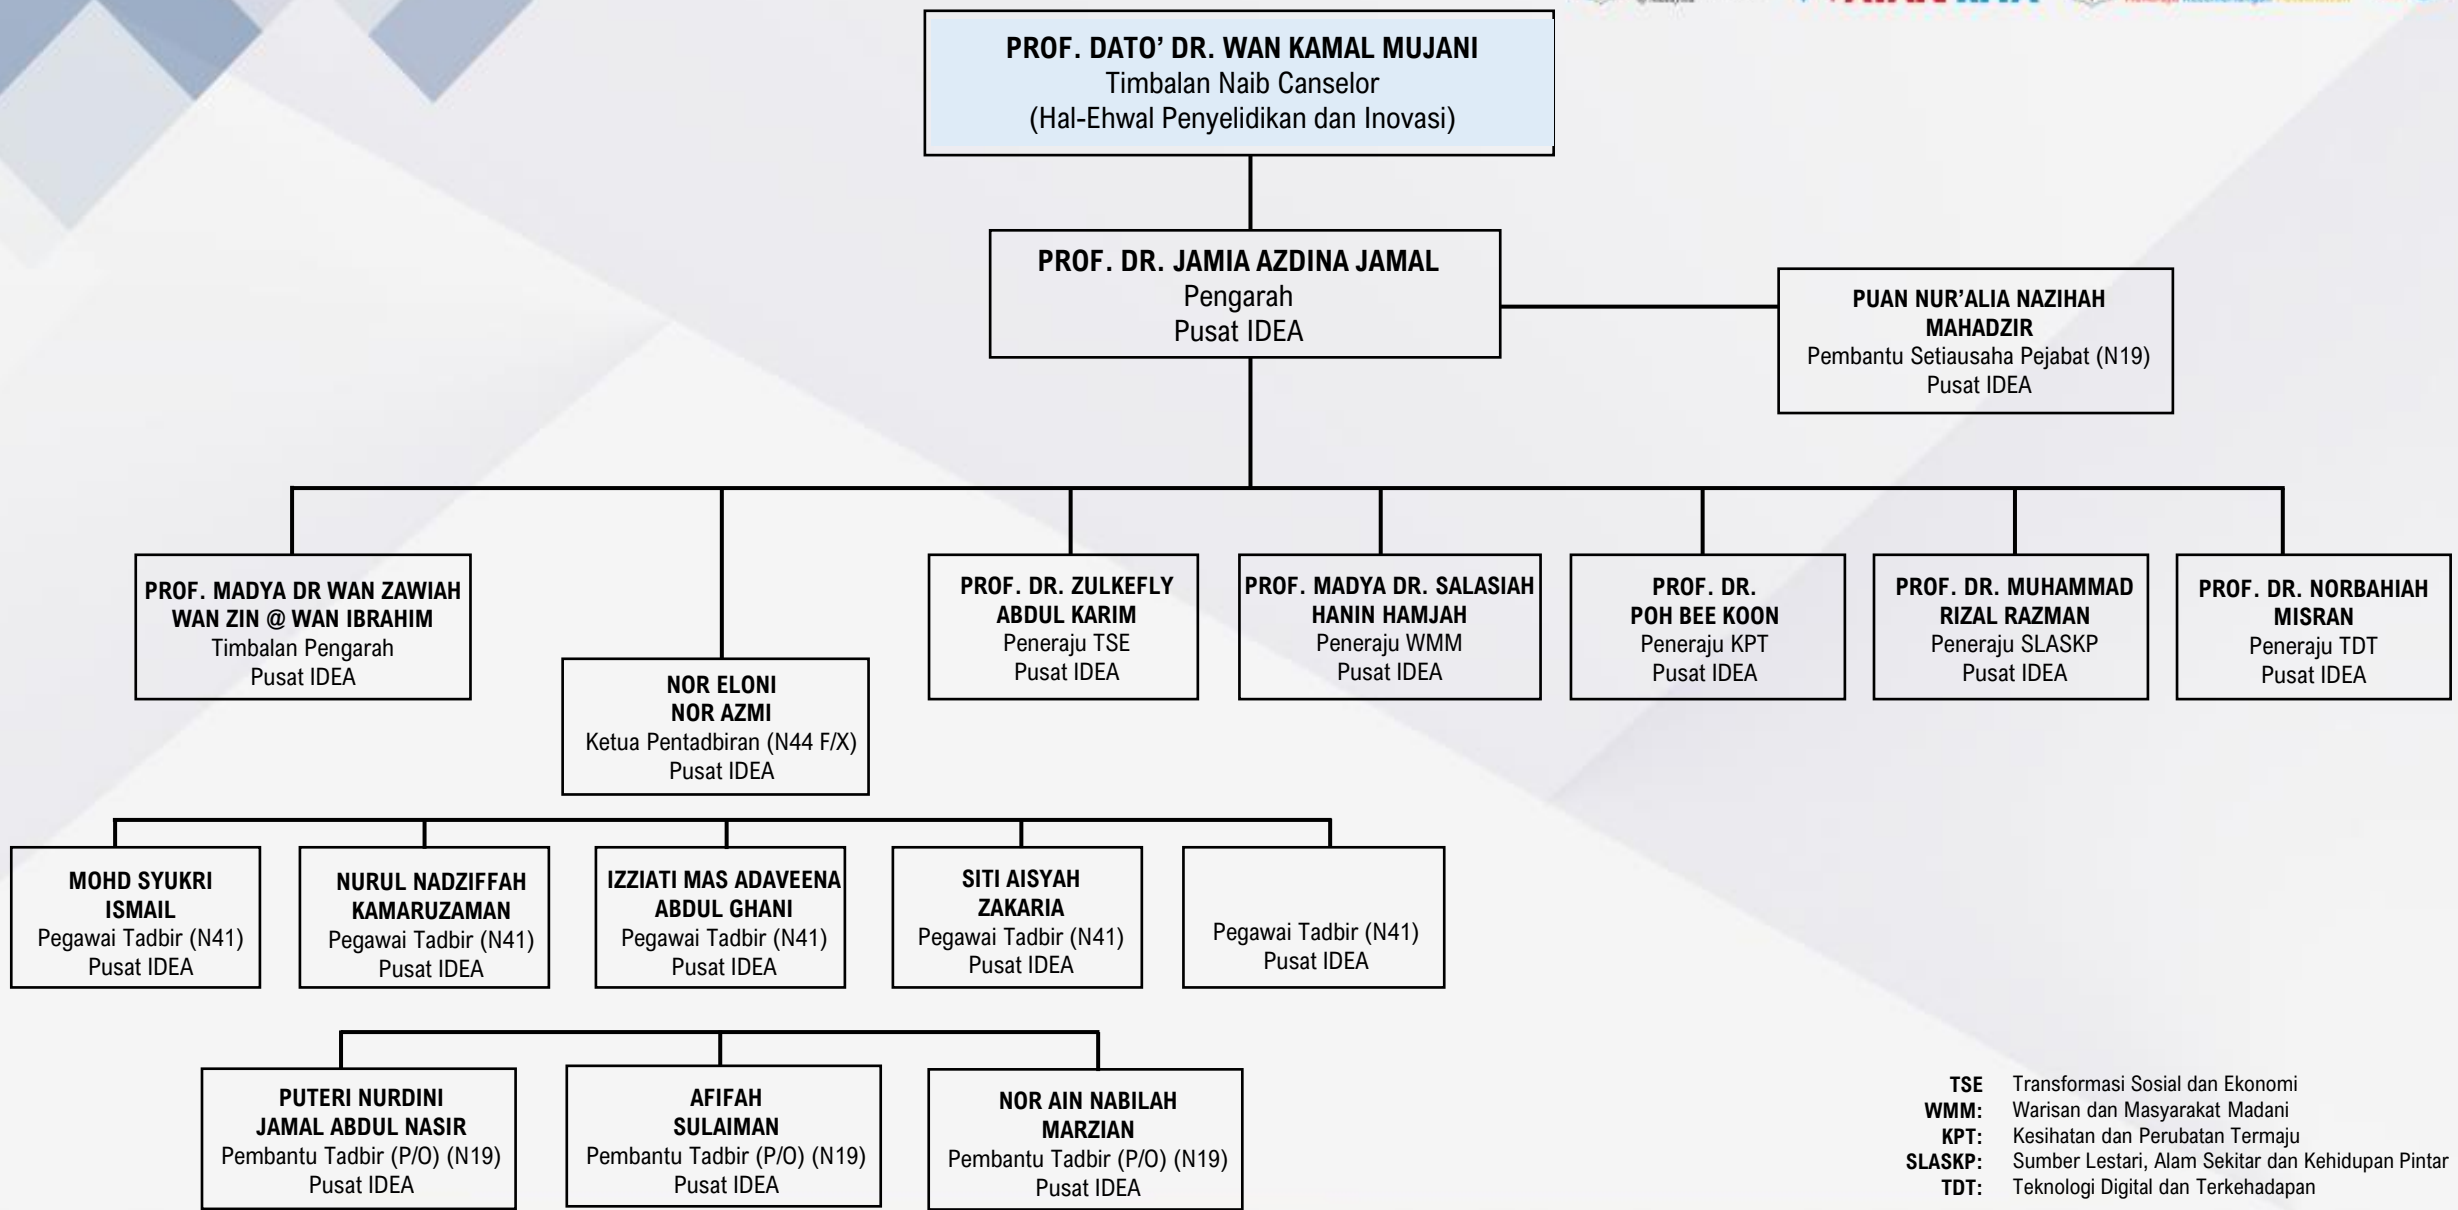 PROF. DATO’ DR. WAN KAMAL MUJANI
Timbalan Naib Canselor
(Hal-Ehwal Penyelidikan dan Inovasi)
PROF. DR. JAMIA AZDINA JAMAL
Pengarah
Pusat IDEA
PUAN NUR’ALIA NAZIHAH
MAHADZIR
Pembantu Setiausaha Pejabat (N19)
Pusat IDEA
PROF. MADYA DR WAN ZAWIAH
WAN ZIN @ WAN IBRAHIM
Timbalan Pengarah
Pusat IDEA
NOR ELONI
NOR AZMI
Ketua Pentadbiran (N44 F/X)
Pusat IDEA
PROF. DR. ZULKEFLY
ABDUL KARIM
Peneraju TSE
Pusat IDEA
PROF. MADYA DR. SALASIAH
HANIN HAMJAH
Peneraju WMM
Pusat IDEA
PROF. DR.
POH BEE KOON
Peneraju KPT
Pusat IDEA
PROF. DR. MUHAMMAD
RIZAL RAZMAN
Peneraju SLASKP
Pusat IDEA
PROF. DR. NORBAHIAH
MISRAN
Peneraju TDT
Pusat IDEA
MOHD SYUKRI
ISMAIL
Pegawai Tadbir (N41)
Pusat IDEA
NURUL NADZIFFAH
KAMARUZAMAN
Pegawai Tadbir (N41)
Pusat IDEA
IZZIATI MAS ADAVEENA
ABDUL GHANI
Pegawai Tadbir (N41)
Pusat IDEA
SITI AISYAH
ZAKARIA
Pegawai Tadbir (N41)
Pusat IDEA
Pegawai Tadbir (N41)
Pusat IDEA
PUTERI NURDINI
JAMAL ABDUL NASIR
Pembantu Tadbir (P/O) (N19)
Pusat IDEA
AFIFAH
SULAIMAN
Pembantu Tadbir (P/O) (N19)
Pusat IDEA
NOR AIN NABILAH
MARZIAN
Pembantu Tadbir (P/O) (N19)
Pusat IDEA
TSE Transformasi Sosial dan Ekonomi
WMM: Warisan dan Masyarakat Madani
KPT: Kesihatan dan Perubatan Termaju
SLASKP: Sumber Lestari, Alam Sekitar dan Kehidupan Pintar
TDT: Teknologi Digital dan Terkehadapan